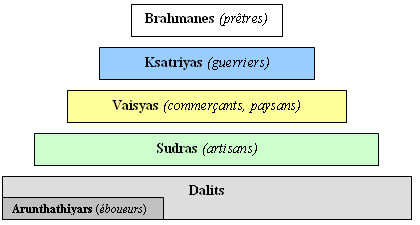 Brahmanes (prêtres)
Ksatriyas (guerriers)
Vaisyas (commerçants, paysans)
Sudras (artisans)
Dalits
Arunthathiyars (éboueurs)